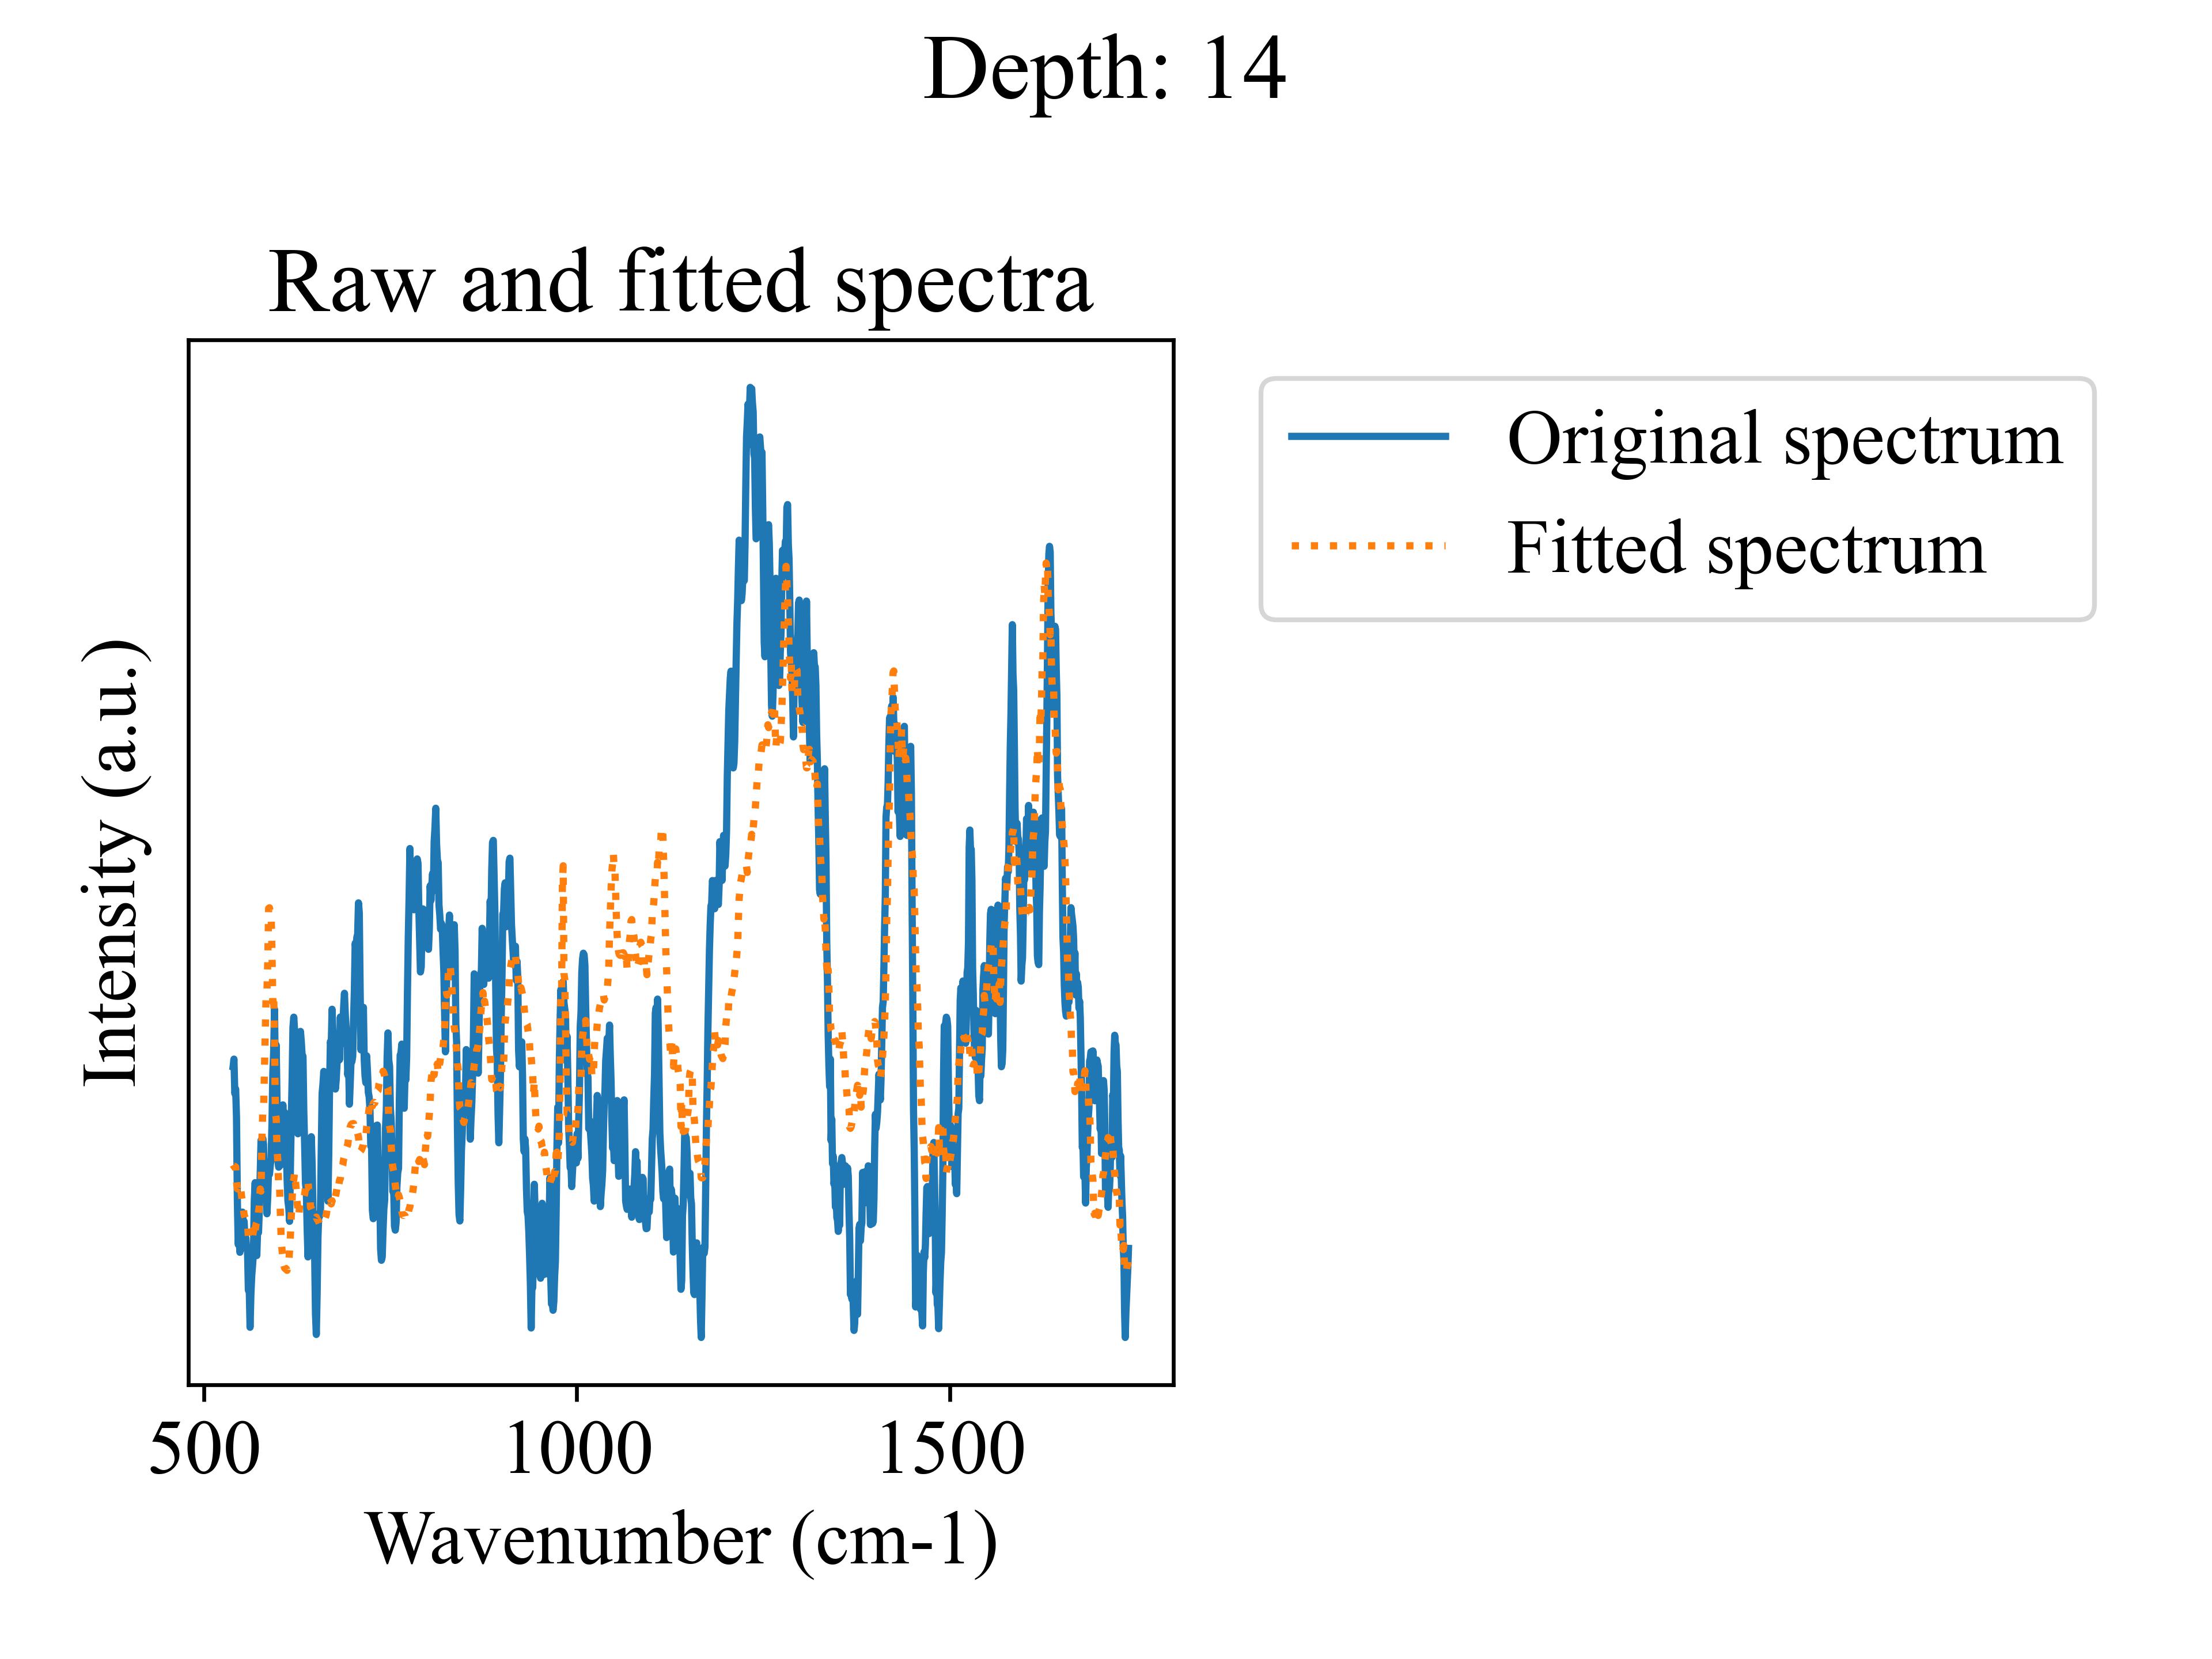 Depth: 14
Raw and fitted spectra
Original spectrum
Fitted spectrum
Intensity (a.u.)
500 1000 1500
Wavenumber (cm-1)